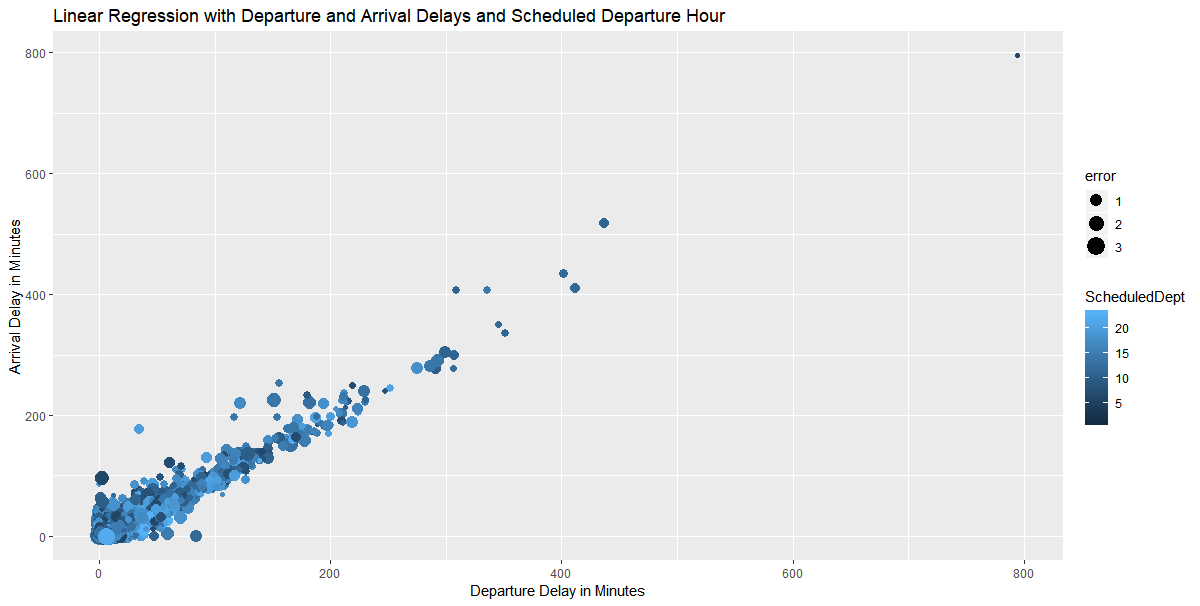 Linear Regression with Departure and Arrival Delays and Scheduled Departure Hour
800
600
400
200
0
Arrival Delay in Minutes
0 200 400 600 800
Departure Delay in Minutes
error
1
2
3
ScheduledDept
20
15
10
5